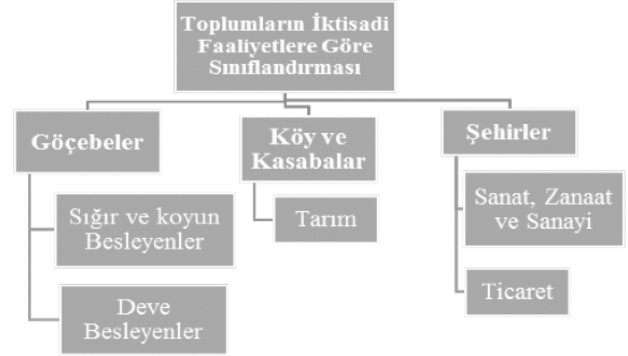 Toplumların İktisadi
Faaliyetlere Göre
Sınıflandırması
Göçebeler
Sığır ve koyun
Besleyenler
Deve
Besleyenler
Köy ve
Kasabalar
Tarım
Şehirler
Sanat, Zanaat
ve Sanayi
Ticaret